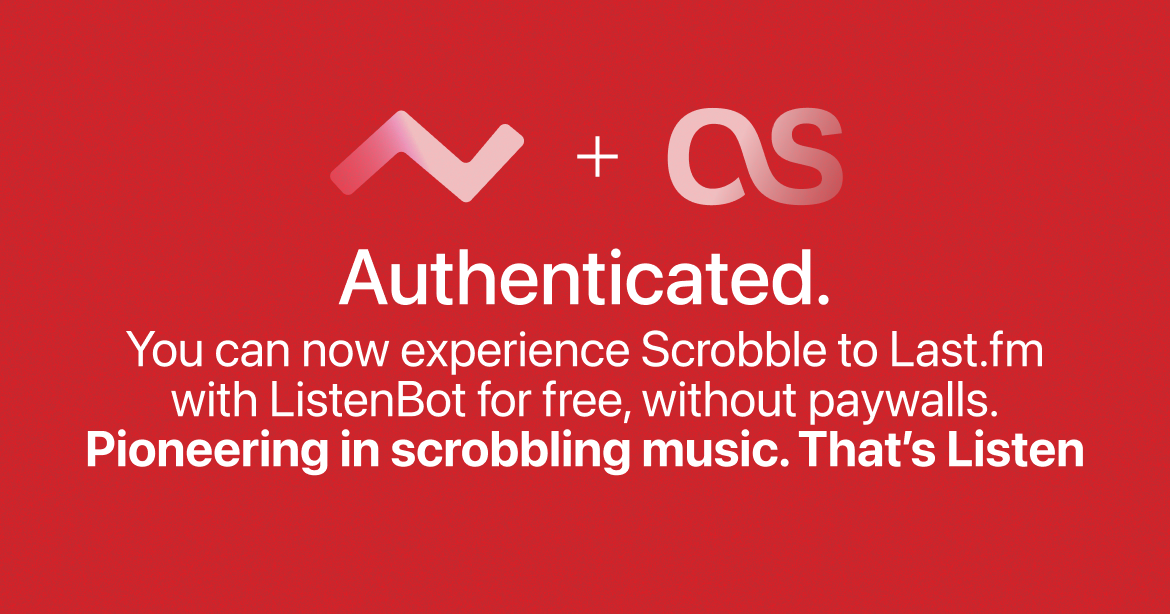 +
as
Authenticated.
You can now experience Scrobble to Last.fm
with ListenBot for free, without paywalls.
Pioneering in scrobbling music. That’s Listen